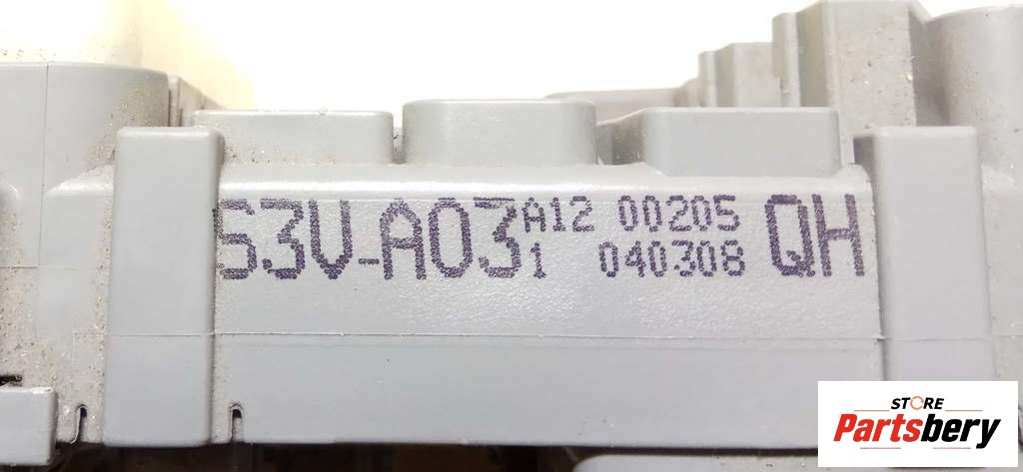 S3V-A03 A12 00205 QH
1 040308
STORE
Partsbery